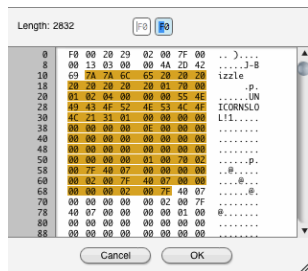 Length: 2832 F0 F0
0 F0 00 20 29 02 00 7F 00 .. )....
8 00 13 03 00 00 4A 2D 42 .....J-B
10 69 7A 7A 6C 65 20 20 20 izzle
18 20 20 20 20 20 01 70 00 .p.
20 01 02 04 00 00 00 55 4E ......UN
28 49 43 4F 52 4E 53 4C 4F ICORNSLO
30 4C 21 31 01 00 00 00 00 L!1.....
38 00 00 00 00 0E 00 00 00 ........
40 00 00 00 00 00 00 00 00 ........
48 00 00 00 00 00 00 00 00 ........
50 00 00 00 00 01 00 70 02 ......p.
58 00 7F 40 07 00 00 00 00 ..@.....
60 00 02 00 7F 40 07 00 00 ....@...
68 00 00 00 02 00 7F 40 07 ......@.
70 00 00 00 00 00 02 00 7F ........
78 40 07 00 00 00 00 01 00 @.......
80 00 00 00 00 00 00 00 00 ........
88 00 00 00 00 00 00 00 00 ........
Cancel OK